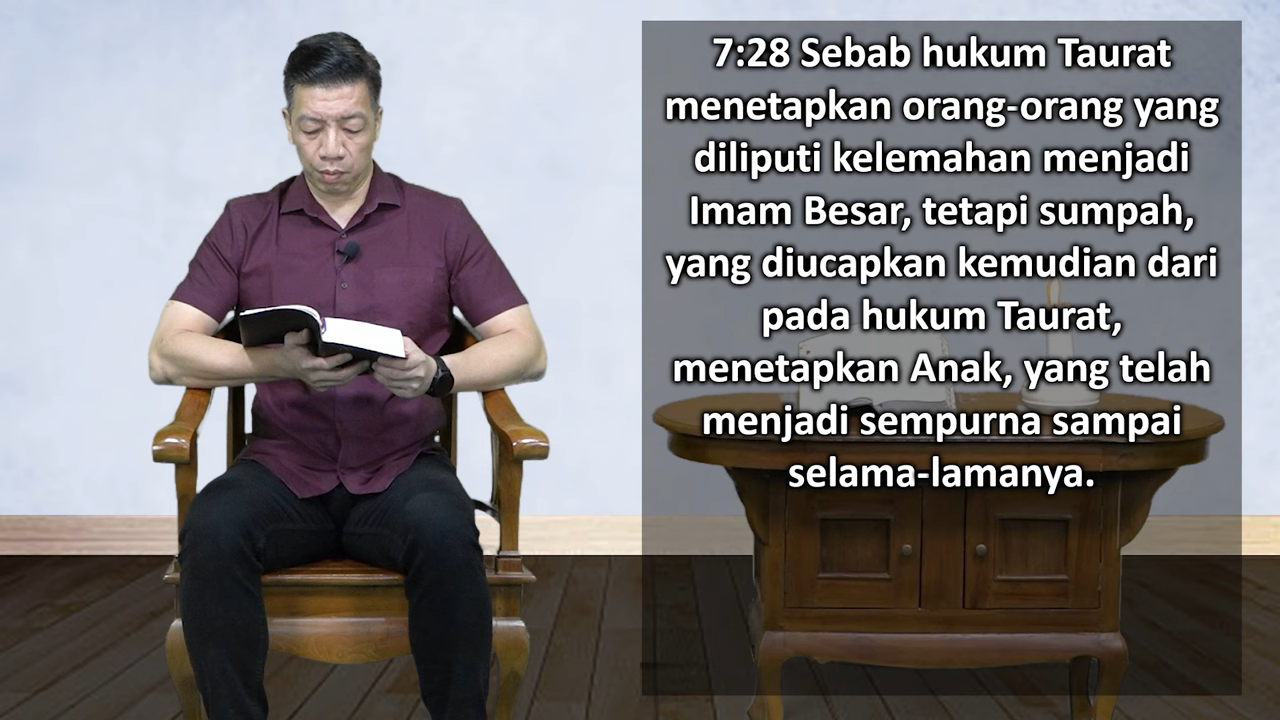 7:28 Sebab hukum Taurat
menetapkan orang-orang yang
diliputi kelemahan menjadi
Imam Besar, tetapi sumpah,
yang diucapkan kemudian dari
pada hukum Taurat,
menetapkan Anak, yang telah
menjadi sempurna sampai
selama-lamanya.